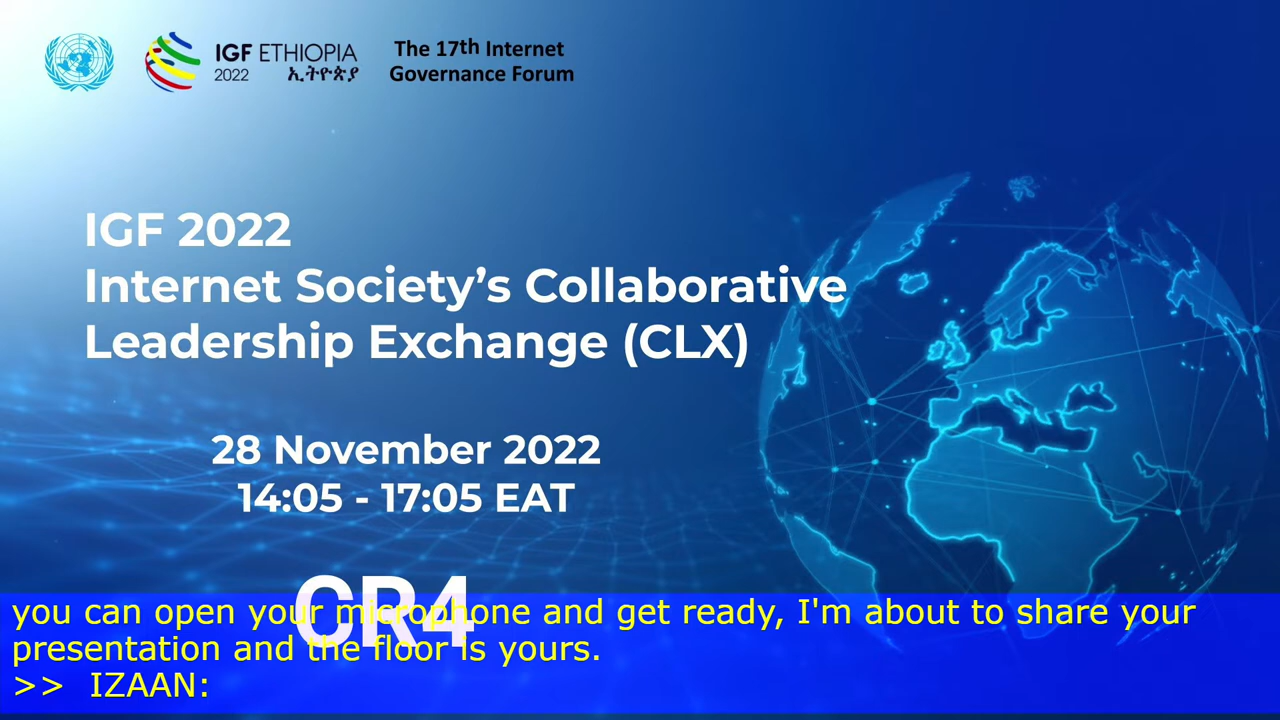 IGF ETHIOPIA
2022 ኢትዮጵያ
The 17th Internet
Governance Forum
IGF 2022
Internet Society’s Collaborative
Leadership Exchange (CLX)
28 November 2022
14:05 - 17:05 EAT
CR4
you can open your microphone and get ready, I'm about to share your
presentation and the floor is yours.
>> IZAAN: